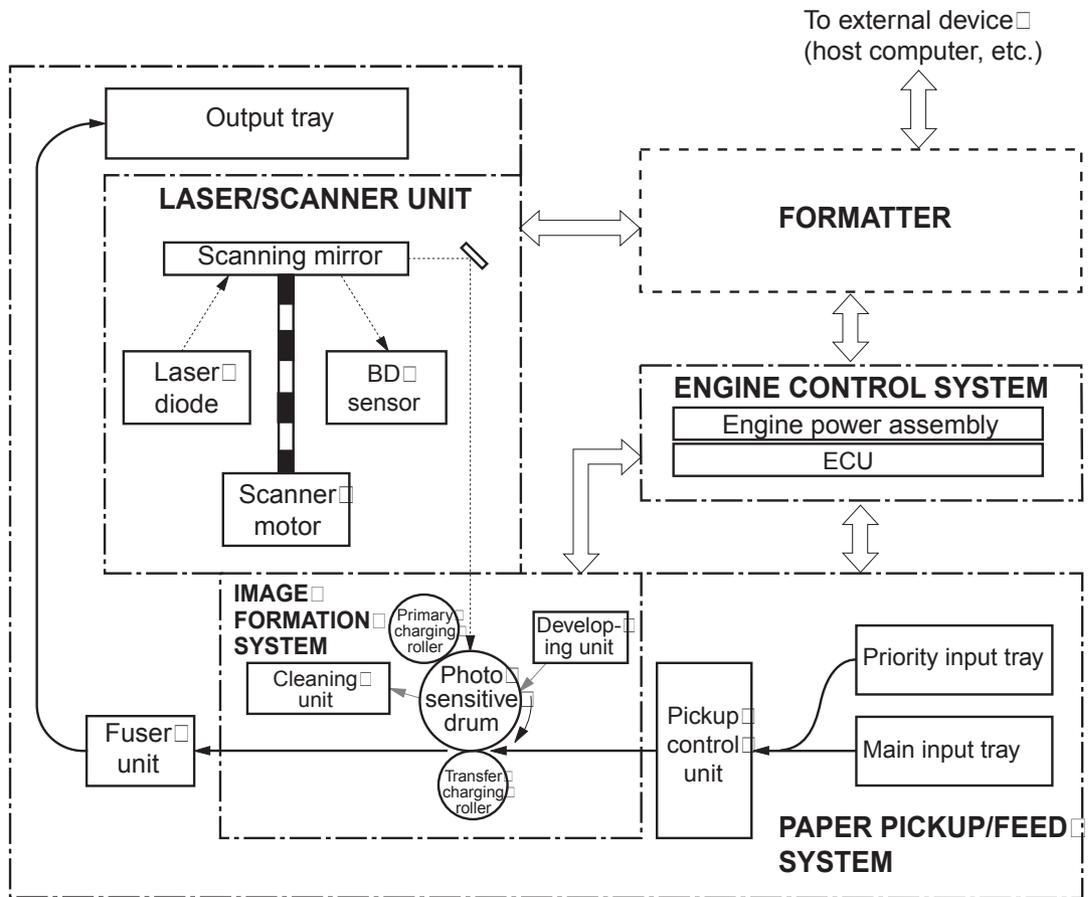 To external device
(host computer, etc.)
Output tray
LASER/SCANNER UNIT
FORMATTER
Scanning mirror
Laser
diode
BD
sensor
ENGINE CONTROL SYSTEM
Engine power assembly
ECU
Scanner
motor
IMAGE
FORMATION
SYSTEM
Primary
charging
roller
Develop-
ing unit
Cleaning
unit
Photo
sensitive
drum
Priority input tray
Pickup
control
unit
Main input tray
Fuser
unit
Transfer
charging
roller
PAPER PICKUP/FEED
SYSTEM